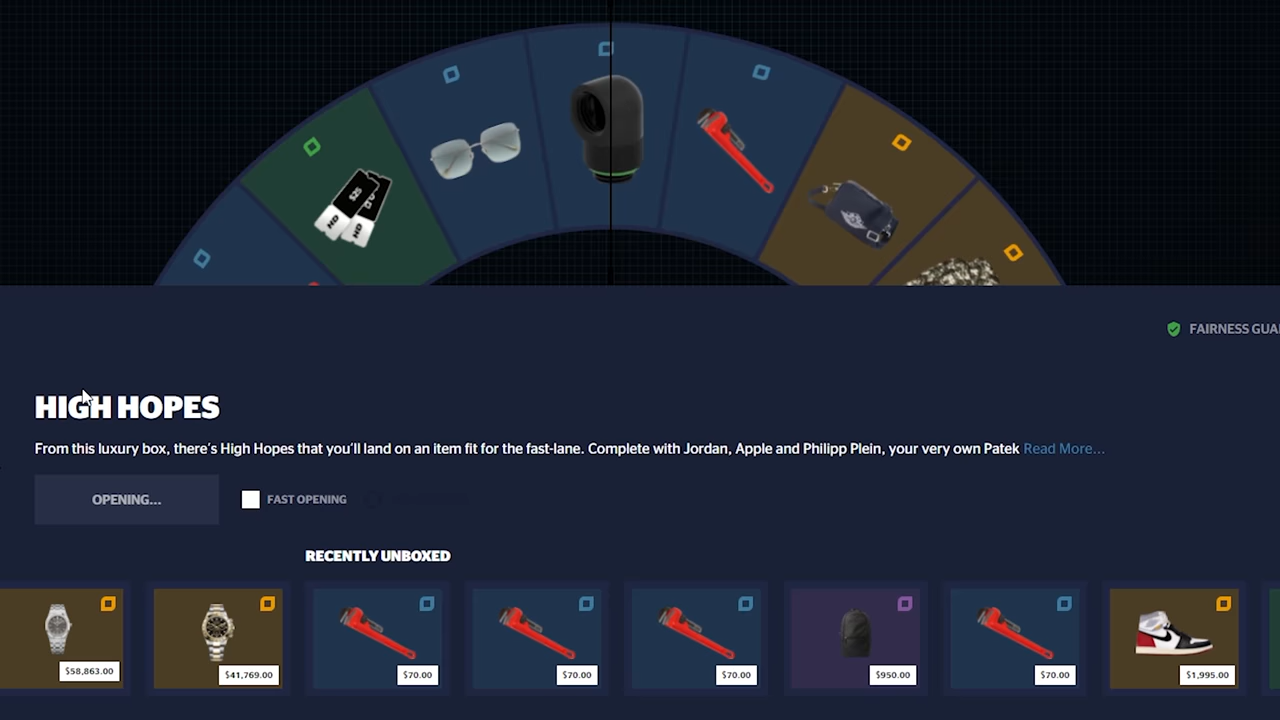 $25
FAIRNESS GUA
HIGH HOPES
From this luxury box, there's High Hopes that you'll land on an item fit for the fast-lane. Complete with Jordan, Apple and Philipp Plein, your very own Patek Read More...
OPENING...
FAST OPENING
RECENTLY UNBOXED
$58,863.00
$41,769.00
$70.00
$70.00
$70.00
$950.00
$70.00
$1,995.00